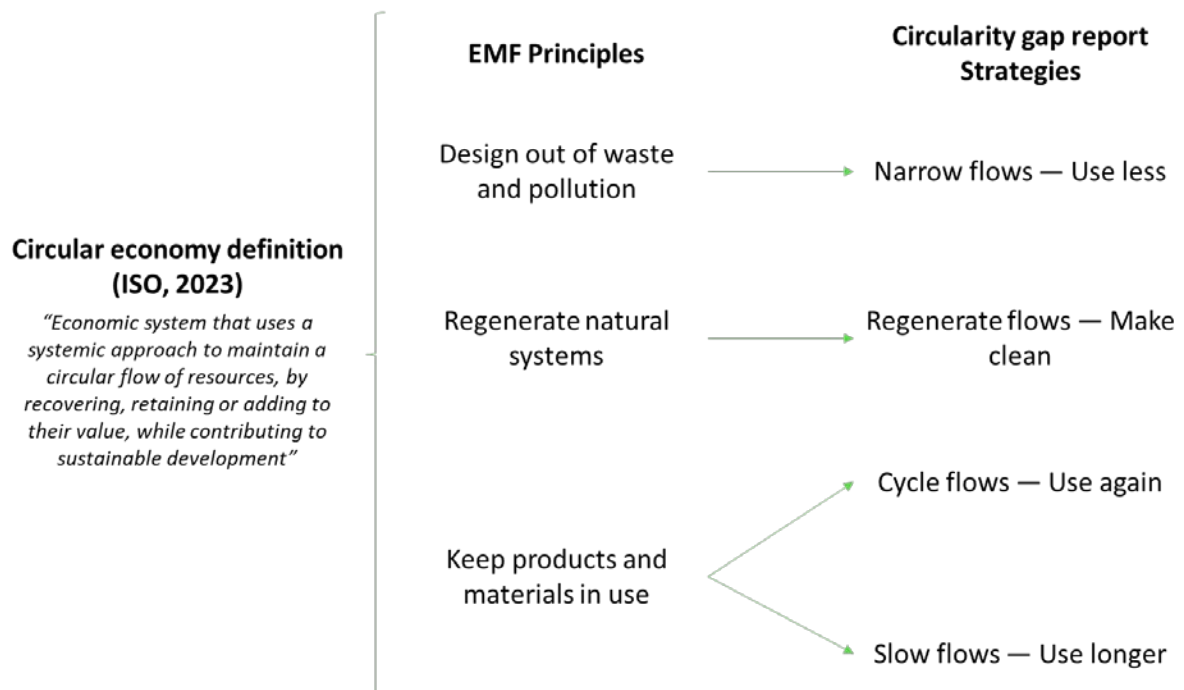 Circular economy definition
(ISO, 2023)
“Economic system that uses a
systemic approach to maintain a
circular flow of resources, by
recovering, retaining or adding to
their value, while contributing to
sustainable development”
EMF Principles
Design out of waste
and pollution
Regenerate natural
systems
Keep products and
materials in use
Circularity gap report
Strategies
Narrow flows — Use less
Regenerate flows — Make
clean
Cycle flows — Use again
Slow flows — Use longer